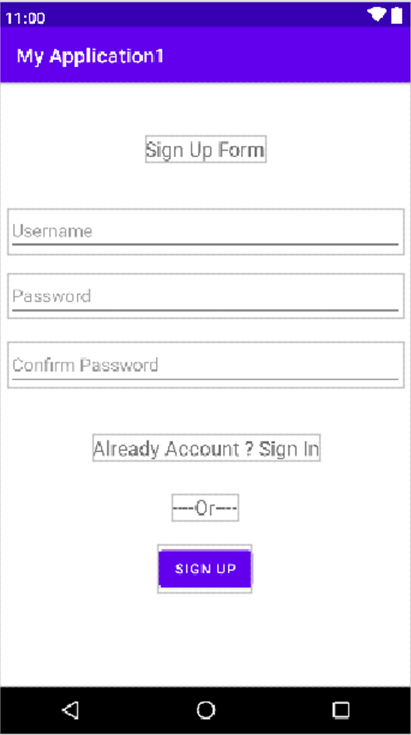 11:00
My Application1
Sign Up Form
Username
Password
Confirm Password
Already Account ? Sign In
----Or----
SIGN UP